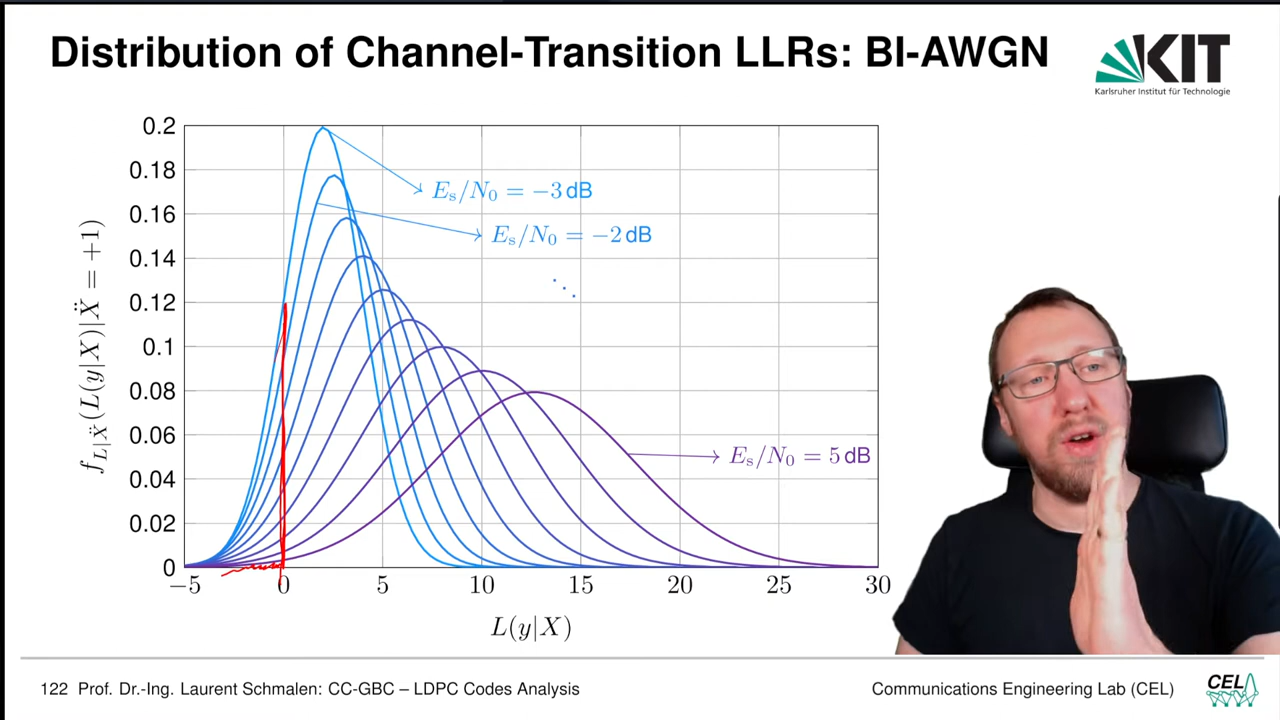 Distribution of Channel-Transition LLRs: BI-AWGN
KIT
Karlsruher Institut für Technologie
0.2
0.18
0.16
0.14
0.12
0.1
0.08
0.06
0.04
0.02
0
f_{L|Ẍ}(L(y|X)|Ẍ = +1)
E_s/N_0 = −3 dB
E_s/N_0 = −2 dB
⋱
E_s/N_0 = 5 dB
−5 0 5 10 15 20 25 30
L(y|X)
122 Prof. Dr.-Ing. Laurent Schmalen: CC-GBC – LDPC Codes Analysis
Communications Engineering Lab (CEL)
CEL